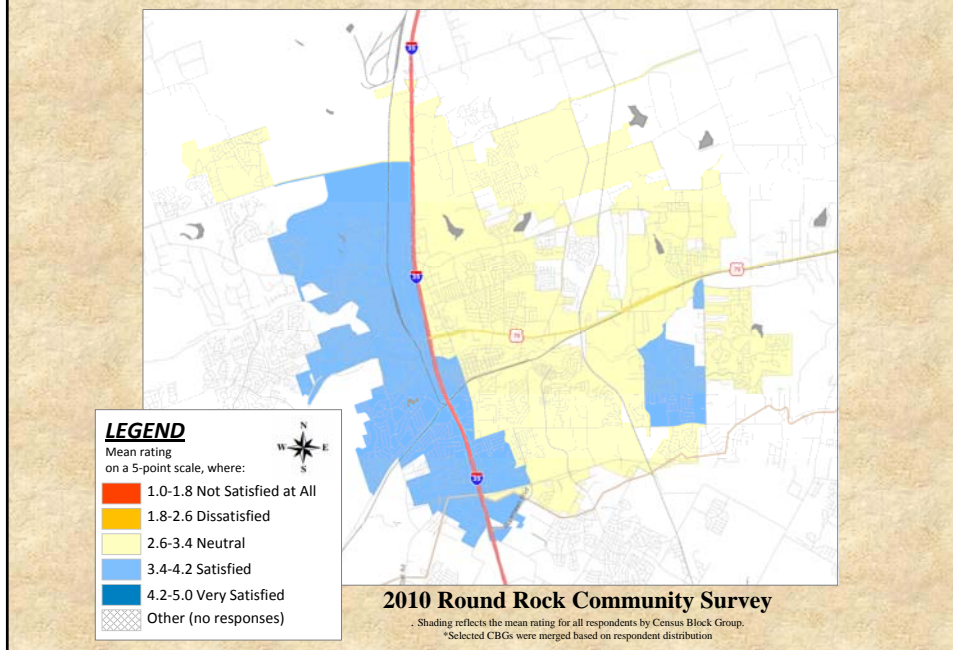 35
35
79
79
35
LEGEND
N
W E
S
Mean rating
on a 5-point scale, where:
1.0-1.8 Not Satisfied at All
1.8-2.6 Dissatisfied
2.6-3.4 Neutral
3.4-4.2 Satisfied
4.2-5.0 Very Satisfied
Other (no responses)
2010 Round Rock Community Survey
. Shading reflects the mean rating for all respondents by Census Block Group.
*Selected CBGs were merged based on respondent distribution